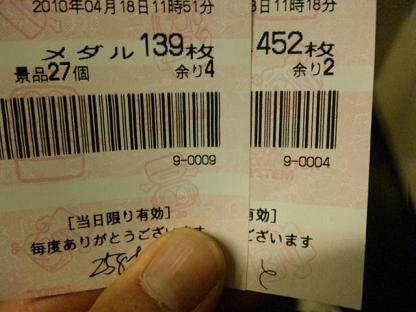 2010年04月18日11時51分
メダル139枚
景品27個 余り4
9-0009
[当日限り有効]
毎度ありがとうござい
8日11時18分
452枚
余り2
9-0004
有効]
ございます